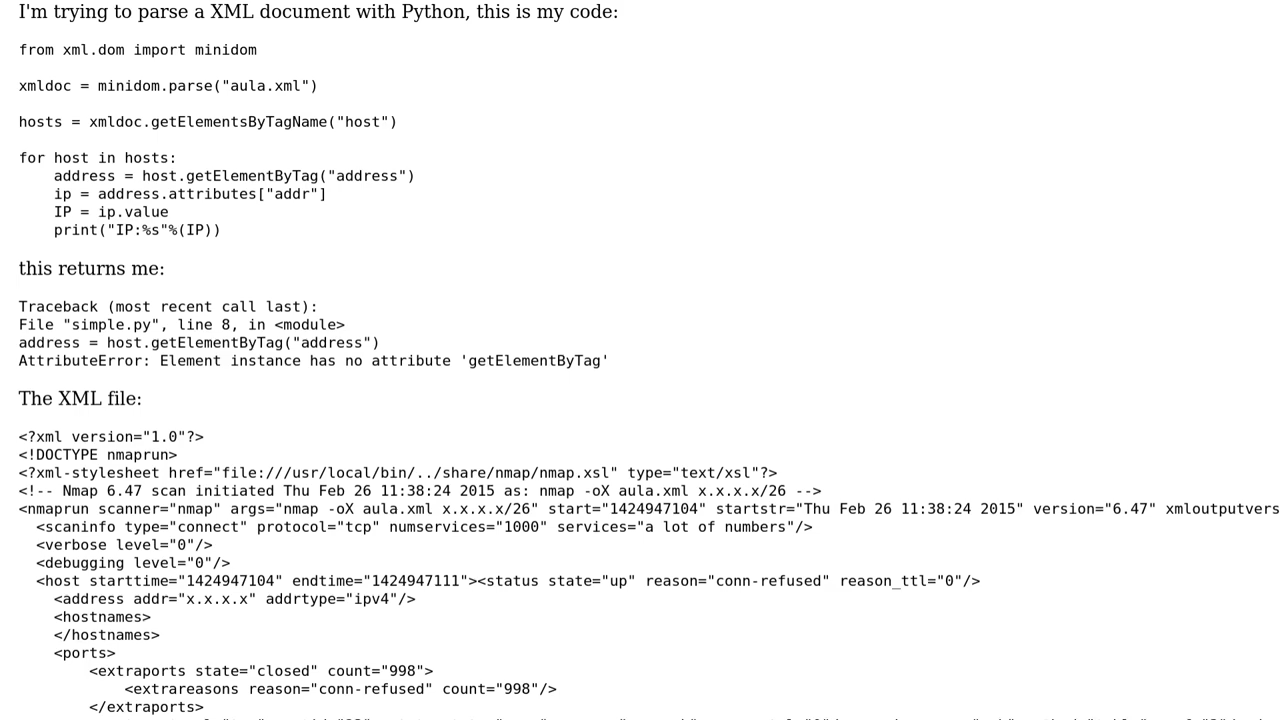 I'm trying to parse a XML document with Python, this is my code:
from xml.dom import minidom
xmldoc = minidom.parse("aula.xml")
hosts = xmldoc.getElementsByTagName("host")
for host in hosts:
    address = host.getElementByTag("address")
    ip = address.attributes["addr"]
    IP = ip.value
    print("IP:%s"%(IP))
this returns me:
Traceback (most recent call last):
File "simple.py", line 8, in <module>
address = host.getElementByTag("address")
AttributeError: Element instance has no attribute 'getElementByTag'
The XML file:
<?xml version="1.0"?>
<!DOCTYPE nmaprun>
<?xml-stylesheet href="file:///usr/local/bin/../share/nmap/nmap.xsl" type="text/xsl"?>
<!-- Nmap 6.47 scan initiated Thu Feb 26 11:38:24 2015 as: nmap -oX aula.xml x.x.x.x/26 -->
<nmaprun scanner="nmap" args="nmap -oX aula.xml x.x.x.x/26" start="1424947104" startstr="Thu Feb 26 11:38:24 2015" version="6.47" xmloutputvers
  <scaninfo type="connect" protocol="tcp" numservices="1000" services="a lot of numbers"/>
  <verbose level="0"/>
  <debugging level="0"/>
  <host starttime="1424947104" endtime="1424947111"><status state="up" reason="conn-refused" reason_ttl="0"/>
    <address addr="x.x.x.x" addrtype="ipv4"/>
    <hostnames>
    </hostnames>
    <ports>
        <extraports state="closed" count="998">
            <extrareasons reason="conn-refused" count="998"/>
        </extraports>